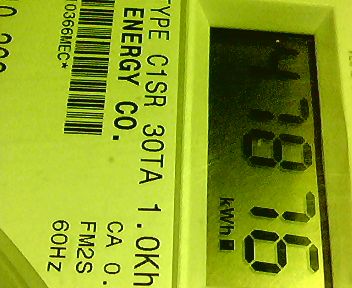 47876
kWh
TYPE C1SR 30TA 1.0Kh
ENERGY CO.
CA 0.
FM2S
60HZ
10366MEC*